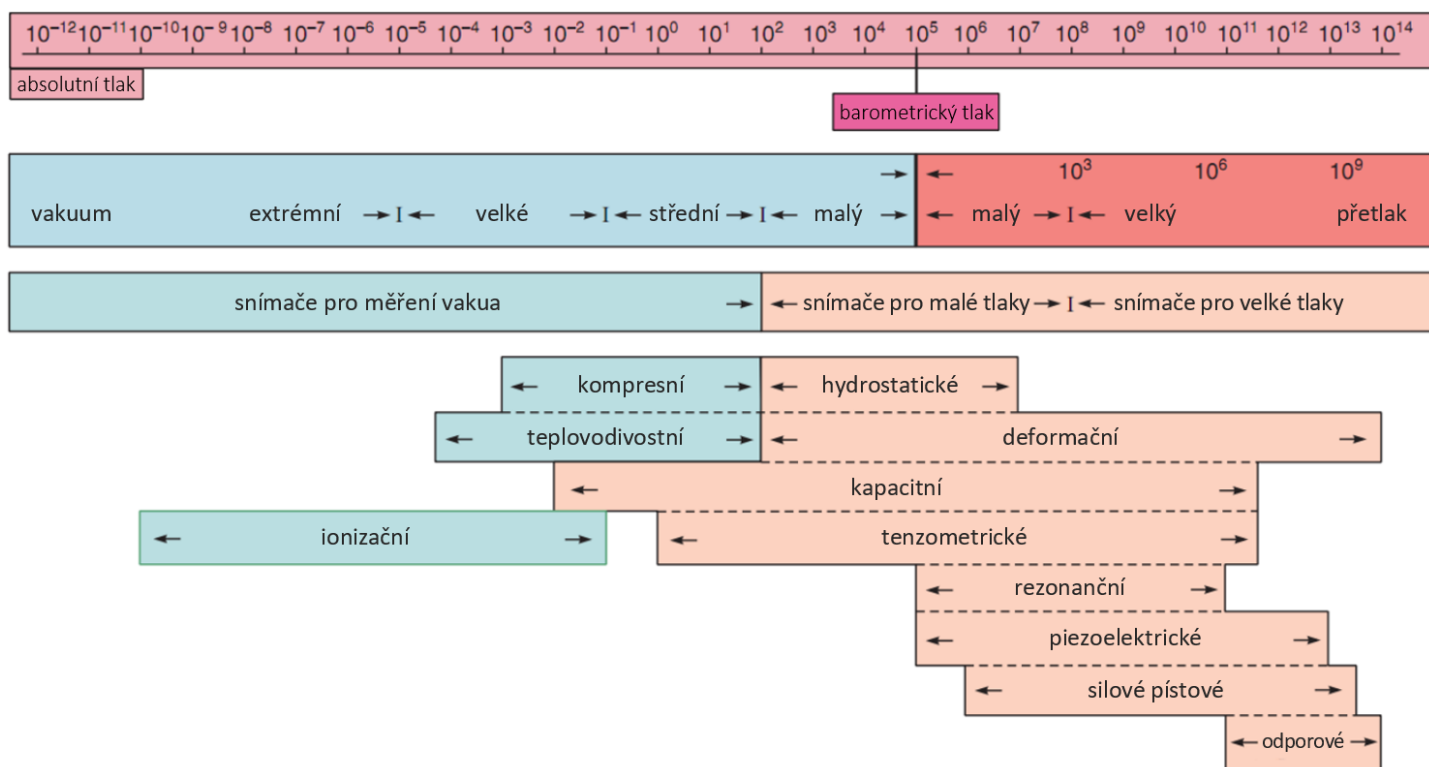 10⁻¹² 10⁻¹¹ 10⁻¹⁰ 10⁻⁹ 10⁻⁸ 10⁻⁷ 10⁻⁶ 10⁻⁵ 10⁻⁴ 10⁻³ 10⁻² 10⁻¹ 10⁰ 10¹ 10² 10³ 10⁴ 10⁵ 10⁶ 10⁷ 10⁸ 10⁹ 10¹⁰ 10¹¹ 10¹² 10¹³ 10¹⁴
absolutní tlak
barometrický tlak
10³ 10⁶ 10⁹
vakuum extrémní velké střední malý malý velký přetlak
snímače pro měření vakua snímače pro malé tlaky snímače pro velké tlaky
kompresní hydrostatické
teplovodivostní deformační
kapacitní
ionizační tenzometrické
rezonanční
piezoelektrické
silové pístové
odporové